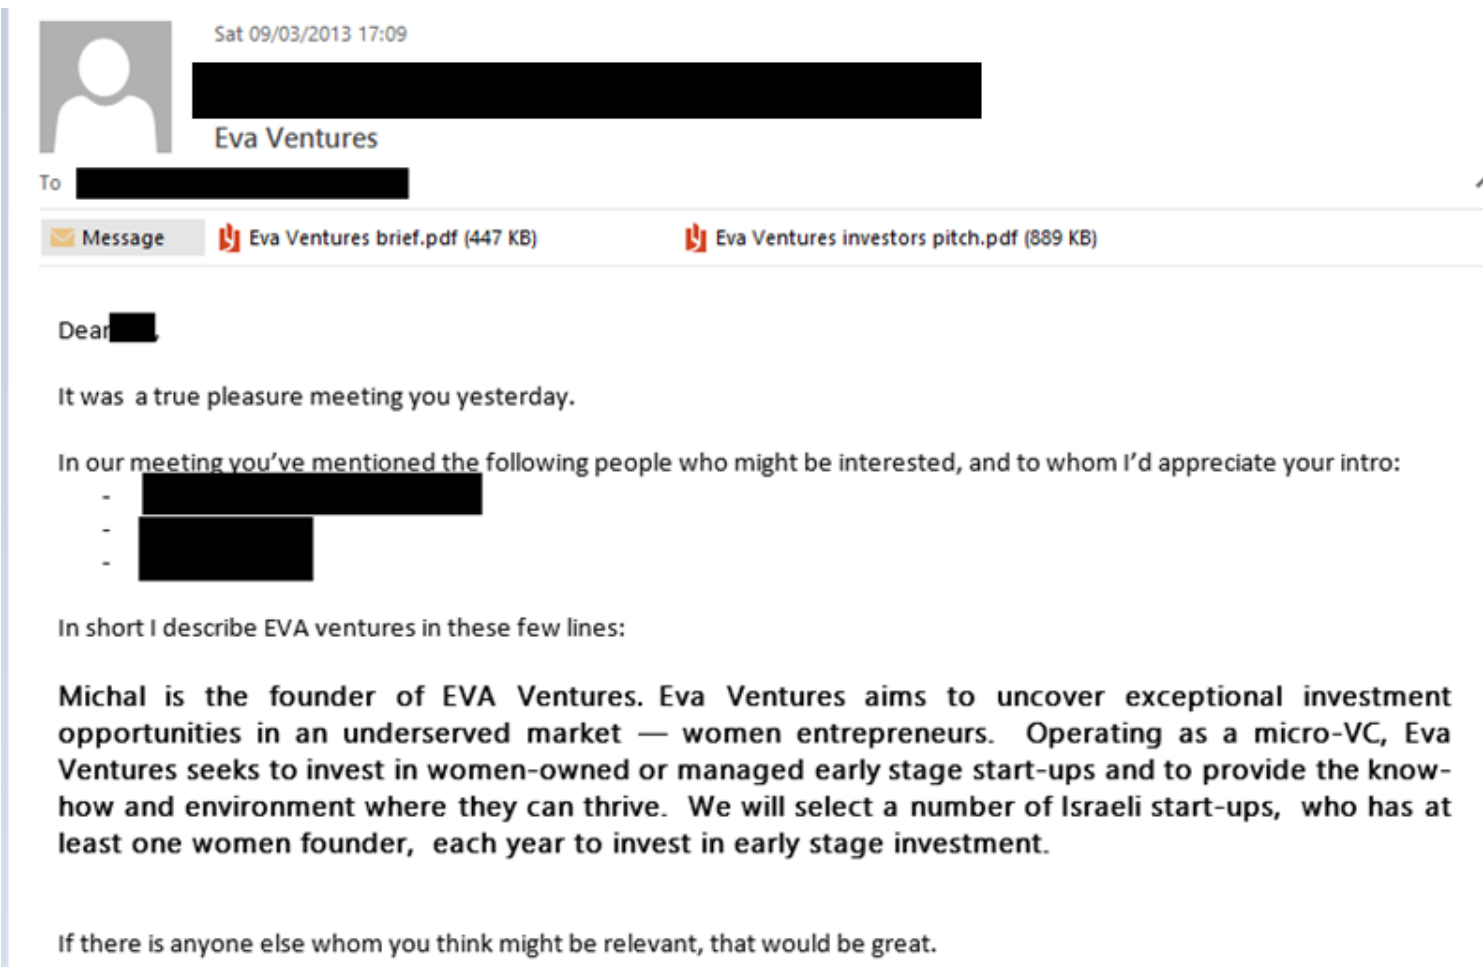 Sat 09/03/2013 17:09
Eva Ventures
To
Message Eva Ventures brief.pdf (447 KB) Eva Ventures investors pitch.pdf (889 KB)
Dear ,
It was a true pleasure meeting you yesterday.
In our meeting you've mentioned the following people who might be interested, and to whom I'd appreciate your intro:
-
-
-
In short I describe EVA ventures in these few lines:
Michal is the founder of EVA Ventures. Eva Ventures aims to uncover exceptional investment
opportunities in an underserved market — women entrepreneurs. Operating as a micro-VC, Eva
Ventures seeks to invest in women-owned or managed early stage start-ups and to provide the know-
how and environment where they can thrive. We will select a number of Israeli start-ups, who has at
least one women founder, each year to invest in early stage investment.
If there is anyone else whom you think might be relevant, that would be great.